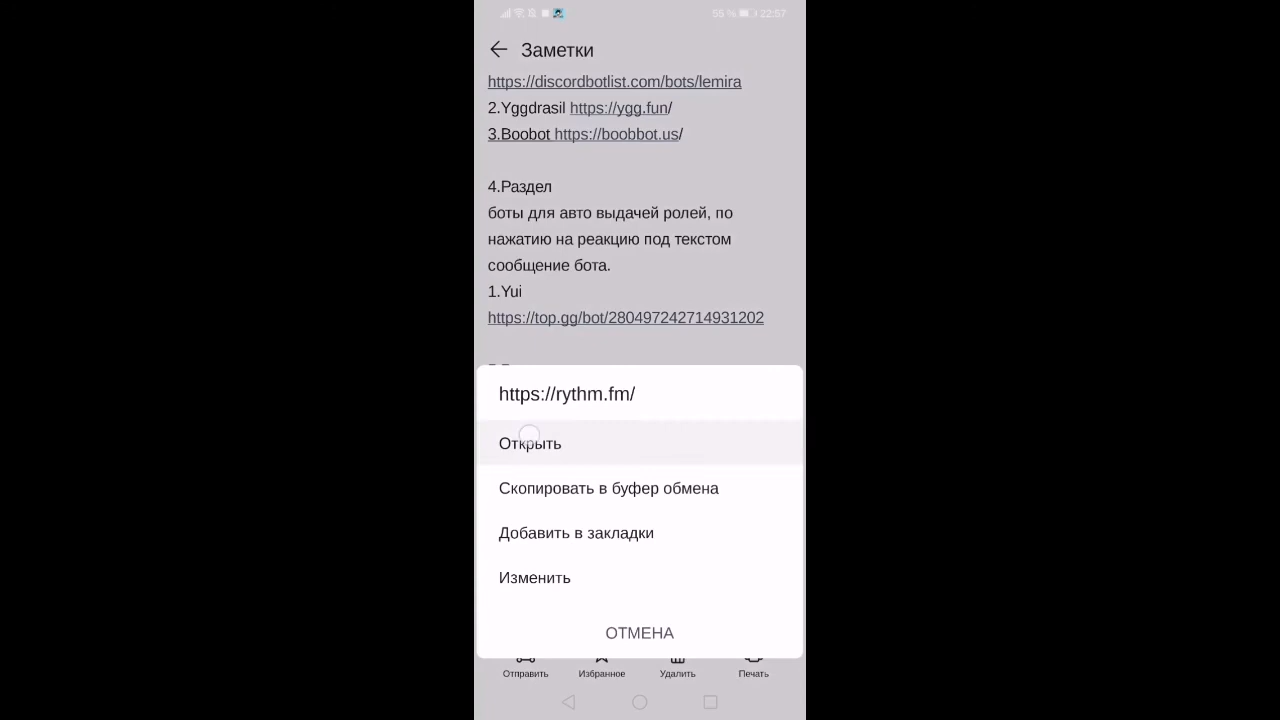 55 % 22:57
Заметки
https://discordbotlist.com/bots/lemira
2.Yggdrasil https://ygg.fun/
3.Boobot https://boobbot.us/
4.Раздел
боты для авто выдачей ролей, по
нажатию на реакцию под текстом
сообщение бота.
1.Yui
https://top.gg/bot/280497242714931202
https://rythm.fm/
Открыть
Скопировать в буфер обмена
Добавить в закладки
Изменить
ОТМЕНА
Отправить Избранное Удалить Печать